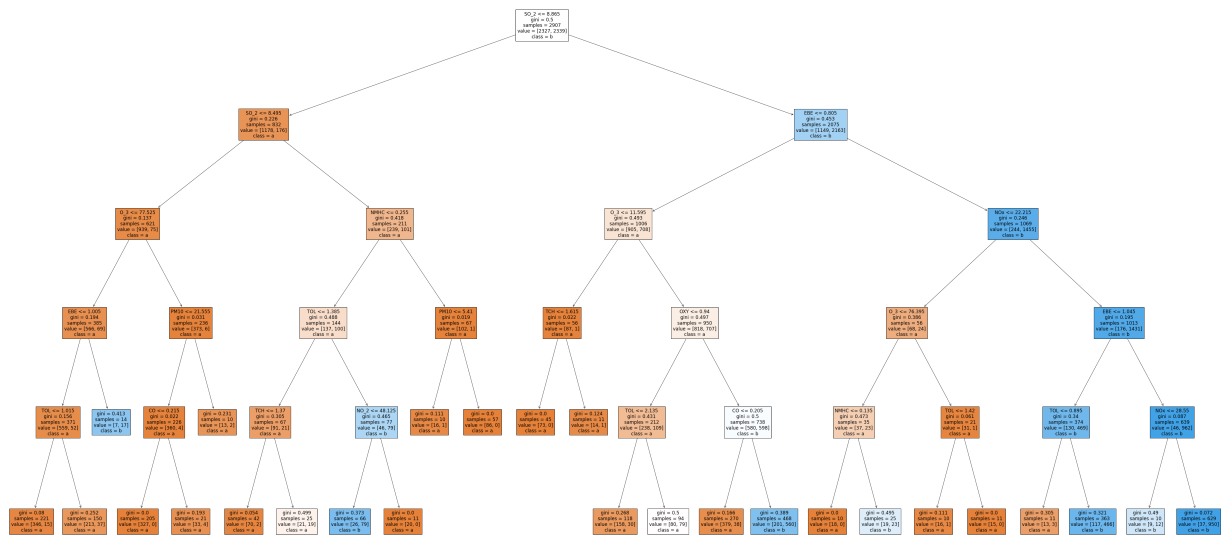 SO_2 <= 8.865
gini = 0.5
samples = 2907
value = [2327, 2339]
class = b
SO_2 <= 6.495
gini = 0.226
samples = 832
value = [1178, 176]
class = a
EBE <= 0.805
gini = 0.453
samples = 2075
value = [1149, 2163]
class = b
O_3 <= 77.525
gini = 0.137
samples = 621
value = [939, 75]
class = a
NMHC <= 0.255
gini = 0.418
samples = 211
value = [239, 101]
class = a
O_3 <= 11.595
gini = 0.493
samples = 1006
value = [905, 708]
class = a
NOx <= 22.215
gini = 0.246
samples = 1069
value = [244, 1455]
class = b
EBE <= 1.005
gini = 0.194
samples = 385
value = [566, 69]
class = a
PM10 <= 21.555
gini = 0.031
samples = 236
value = [373, 6]
class = a
TOL <= 1.385
gini = 0.488
samples = 144
value = [137, 100]
class = a
PM10 <= 5.41
gini = 0.019
samples = 67
value = [102, 1]
class = a
TCH <= 1.615
gini = 0.022
samples = 56
value = [87, 1]
class = a
OXY <= 0.94
gini = 0.497
samples = 950
value = [818, 707]
class = a
O_3 <= 76.395
gini = 0.386
samples = 56
value = [68, 24]
class = a
EBE <= 1.045
gini = 0.195
samples = 1013
value = [176, 1431]
class = b
TOL <= 1.015
gini = 0.156
samples = 371
value = [559, 52]
class = a
gini = 0.413
samples = 14
value = [7, 17]
class = b
CO <= 0.215
gini = 0.022
samples = 226
value = [360, 4]
class = a
gini = 0.231
samples = 10
value = [13, 2]
class = a
TCH <= 1.37
gini = 0.305
samples = 67
value = [91, 21]
class = a
NO_2 <= 48.125
gini = 0.465
samples = 77
value = [46, 79]
class = b
gini = 0.111
samples = 10
value = [16, 1]
class = a
gini = 0.0
samples = 57
value = [86, 0]
class = a
gini = 0.0
samples = 45
value = [73, 0]
class = a
gini = 0.124
samples = 11
value = [14, 1]
class = a
TOL <= 2.135
gini = 0.431
samples = 212
value = [238, 109]
class = a
CO <= 0.205
gini = 0.5
samples = 738
value = [580, 598]
class = b
NMHC <= 0.135
gini = 0.473
samples = 35
value = [37, 23]
class = a
TOL <= 1.42
gini = 0.061
samples = 21
value = [31, 1]
class = a
TOL <= 0.895
gini = 0.34
samples = 374
value = [130, 469]
class = b
NOx <= 28.55
gini = 0.087
samples = 639
value = [46, 962]
class = b
gini = 0.08
samples = 221
value = [346, 15]
class = a
gini = 0.252
samples = 150
value = [213, 37]
class = a
gini = 0.0
samples = 205
value = [327, 0]
class = a
gini = 0.193
samples = 21
value = [33, 4]
class = a
gini = 0.054
samples = 42
value = [70, 2]
class = a
gini = 0.499
samples = 25
value = [21, 19]
class = a
gini = 0.373
samples = 66
value = [26, 79]
class = b
gini = 0.0
samples = 11
value = [20, 0]
class = a
gini = 0.268
samples = 118
value = [158, 30]
class = a
gini = 0.5
samples = 94
value = [80, 79]
class = a
gini = 0.166
samples = 270
value = [379, 38]
class = a
gini = 0.389
samples = 468
value = [201, 560]
class = b
gini = 0.0
samples = 10
value = [18, 0]
class = a
gini = 0.495
samples = 25
value = [19, 23]
class = b
gini = 0.111
samples = 10
value = [16, 1]
class = a
gini = 0.0
samples = 11
value = [15, 0]
class = a
gini = 0.305
samples = 11
value = [13, 3]
class = a
gini = 0.321
samples = 363
value = [117, 466]
class = b
gini = 0.49
samples = 10
value = [9, 12]
class = b
gini = 0.072
samples = 629
value = [37, 950]
class = b